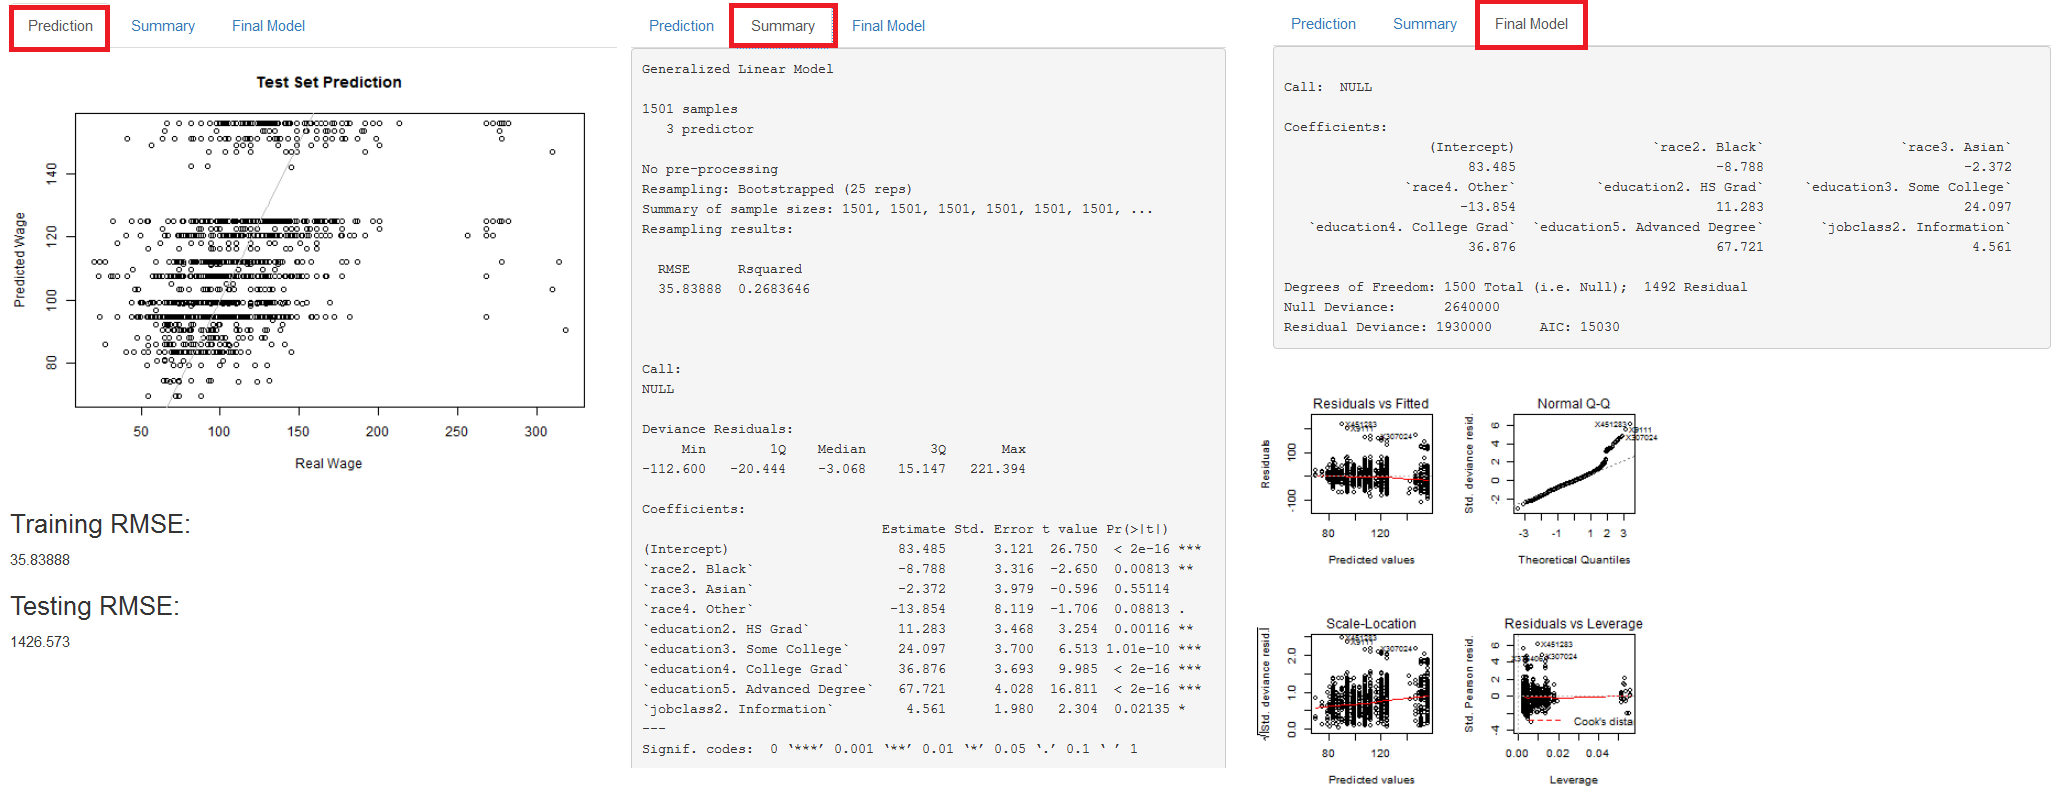 Prediction Summary Final Model
Test Set Prediction
Predicted Wage
140
120
100
80
50 100 150 200 250 300
Real Wage
Training RMSE:
35.83888
Testing RMSE:
1426.573
Prediction Summary Final Model
Generalized Linear Model
1501 samples
3 predictor
No pre-processing
Resampling: Bootstrapped (25 reps)
Summary of sample sizes: 1501, 1501, 1501, 1501, 1501, 1501, ...
Resampling results:
RMSE Rsquared
35.83888 0.2683646
Call:
NULL
Deviance Residuals:
Min 1Q Median 3Q Max
-112.600 -20.444 -3.068 15.147 221.394
Coefficients:
Estimate Std. Error t value Pr(>|t|)
(Intercept) 83.485 3.121 26.750 < 2e-16 ***
`race2. Black` -8.788 3.316 -2.650 0.00813 **
`race3. Asian` -2.372 3.979 -0.596 0.55114
`race4. Other` -13.854 8.119 -1.706 0.08813 .
`education2. HS Grad` 11.283 3.468 3.254 0.00116 **
`education3. Some College` 24.097 3.700 6.513 1.01e-10 ***
`education4. College Grad` 36.876 3.693 9.985 < 2e-16 ***
`education5. Advanced Degree` 67.721 4.028 16.811 < 2e-16 ***
`jobclass2. Information` 4.561 1.980 2.304 0.02135 *
---
Signif. codes: 0 ‘***’ 0.001 ‘**’ 0.01 ‘*’ 0.05 ‘.’ 0.1 ‘ ’ 1
Prediction Summary Final Model
Call: NULL
Coefficients:
(Intercept) `race2. Black` `race3. Asian`
83.485 -8.788 -2.372
`race4. Other` `education2. HS Grad` `education3. Some College`
-13.854 11.283 24.097
`education4. College Grad` `education5. Advanced Degree` `jobclass2. Information`
36.876 67.721 4.561
Degrees of Freedom: 1500 Total (i.e. Null); 1492 Residual
Null Deviance: 2640000
Residual Deviance: 1930000 AIC: 15030
Residuals vs Fitted
X451283
X9111
X307024
Residuals
100
0
-100
80 120
Predicted values
Normal Q-Q
X451283
X9111
X307024
Std. deviance resid.
6
4
2
0
-2
-3 -1 1 2 3
Theoretical Quantiles
Scale-Location
X451283
X9111
X307024
√|Std. deviance resid.|
2.0
1.0
0.0
80 120
Predicted values
Residuals vs Leverage
X451283
X307024
Std. Pearson resid.
6
4
2
0
-4
Cook's dista
0.00 0.02 0.04
Leverage